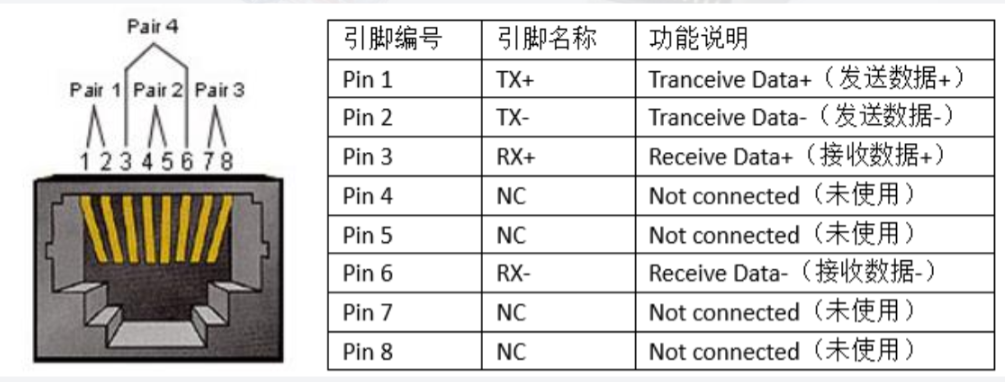 Pair 4
Pair 1 Pair 2 Pair 3
1 2 3 4 5 6 7 8
引脚编号 引脚名称 功能说明
Pin 1 TX+ Tranceive Data+（发送数据+）
Pin 2 TX- Tranceive Data-（发送数据-）
Pin 3 RX+ Receive Data+（接收数据+）
Pin 4 NC Not connected（未使用）
Pin 5 NC Not connected（未使用）
Pin 6 RX- Receive Data-（接收数据-）
Pin 7 NC Not connected（未使用）
Pin 8 NC Not connected（未使用）